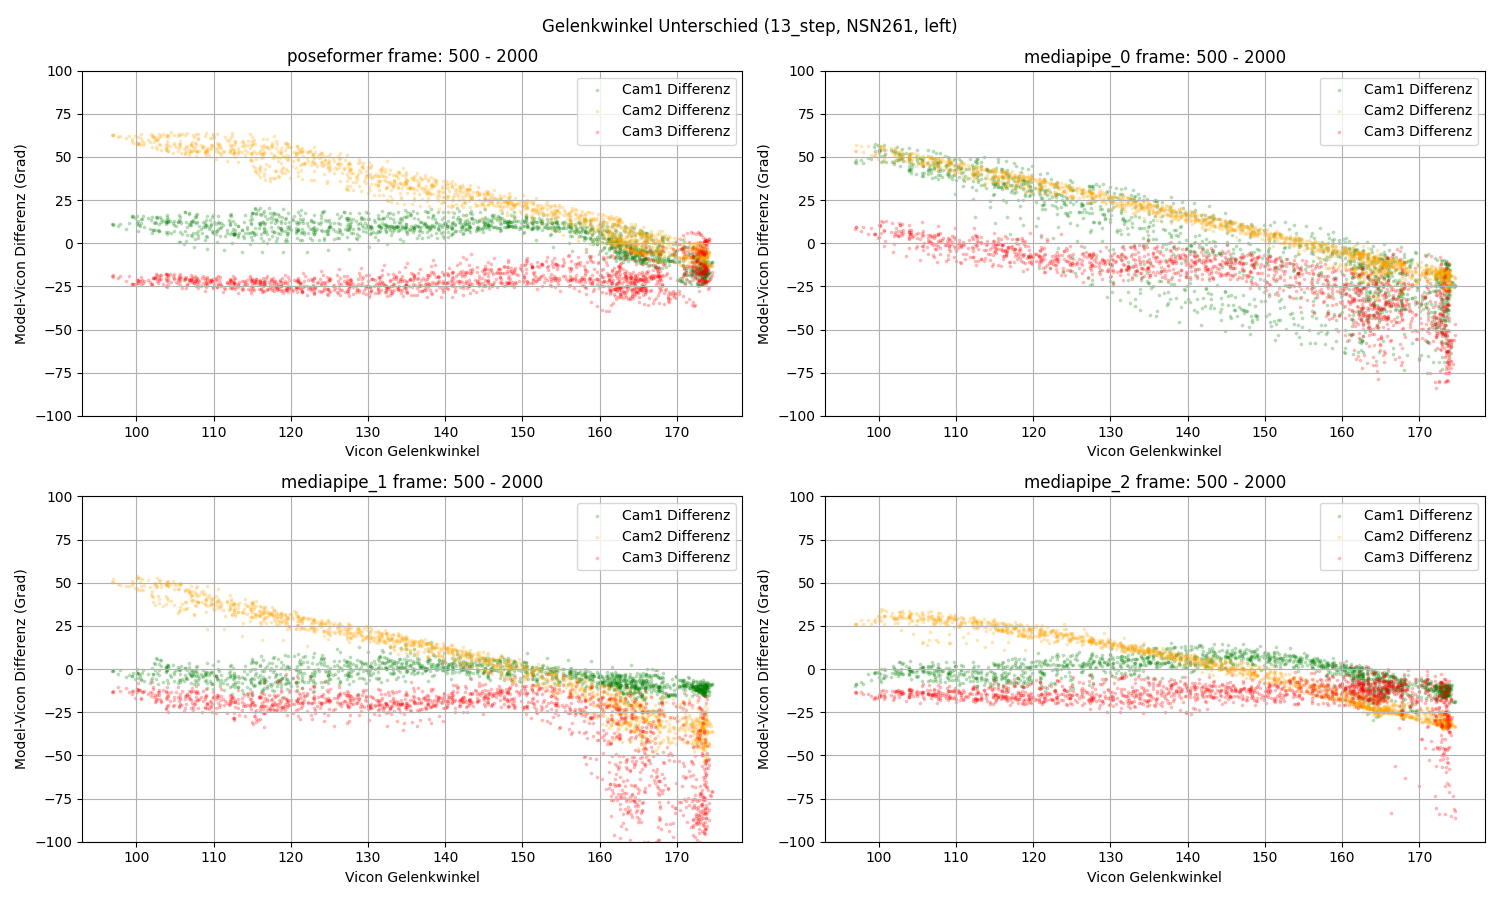 Gelenkwinkel Unterschied (13_step, NSN261, left)
poseformer frame: 500 - 2000
100
75
50
25
0
−25
−50
−75
−100
Model-Vicon Differenz (Grad)
Cam1 Differenz
Cam2 Differenz
Cam3 Differenz
100 110 120 130 140 150 160 170
Vicon Gelenkwinkel
mediapipe_0 frame: 500 - 2000
100
75
50
25
0
−25
−50
−75
−100
Model-Vicon Differenz (Grad)
Cam1 Differenz
Cam2 Differenz
Cam3 Differenz
100 110 120 130 140 150 160 170
Vicon Gelenkwinkel
mediapipe_1 frame: 500 - 2000
100
75
50
25
0
−25
−50
−75
−100
Model-Vicon Differenz (Grad)
Cam1 Differenz
Cam2 Differenz
Cam3 Differenz
100 110 120 130 140 150 160 170
Vicon Gelenkwinkel
mediapipe_2 frame: 500 - 2000
100
75
50
25
0
−25
−50
−75
−100
Model-Vicon Differenz (Grad)
Cam1 Differenz
Cam2 Differenz
Cam3 Differenz
100 110 120 130 140 150 160 170
Vicon Gelenkwinkel